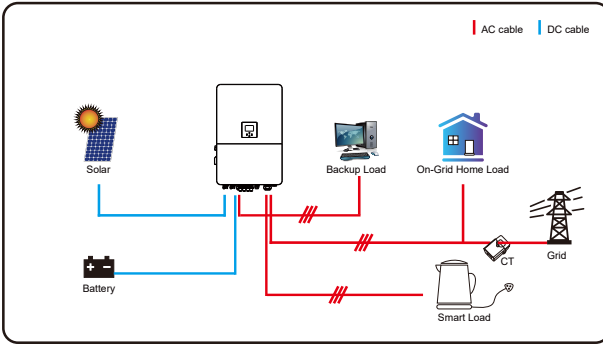 AC cable
DC cable
Solar
Backup Load
On-Grid Home Load
CT
Grid
Battery
Smart Load